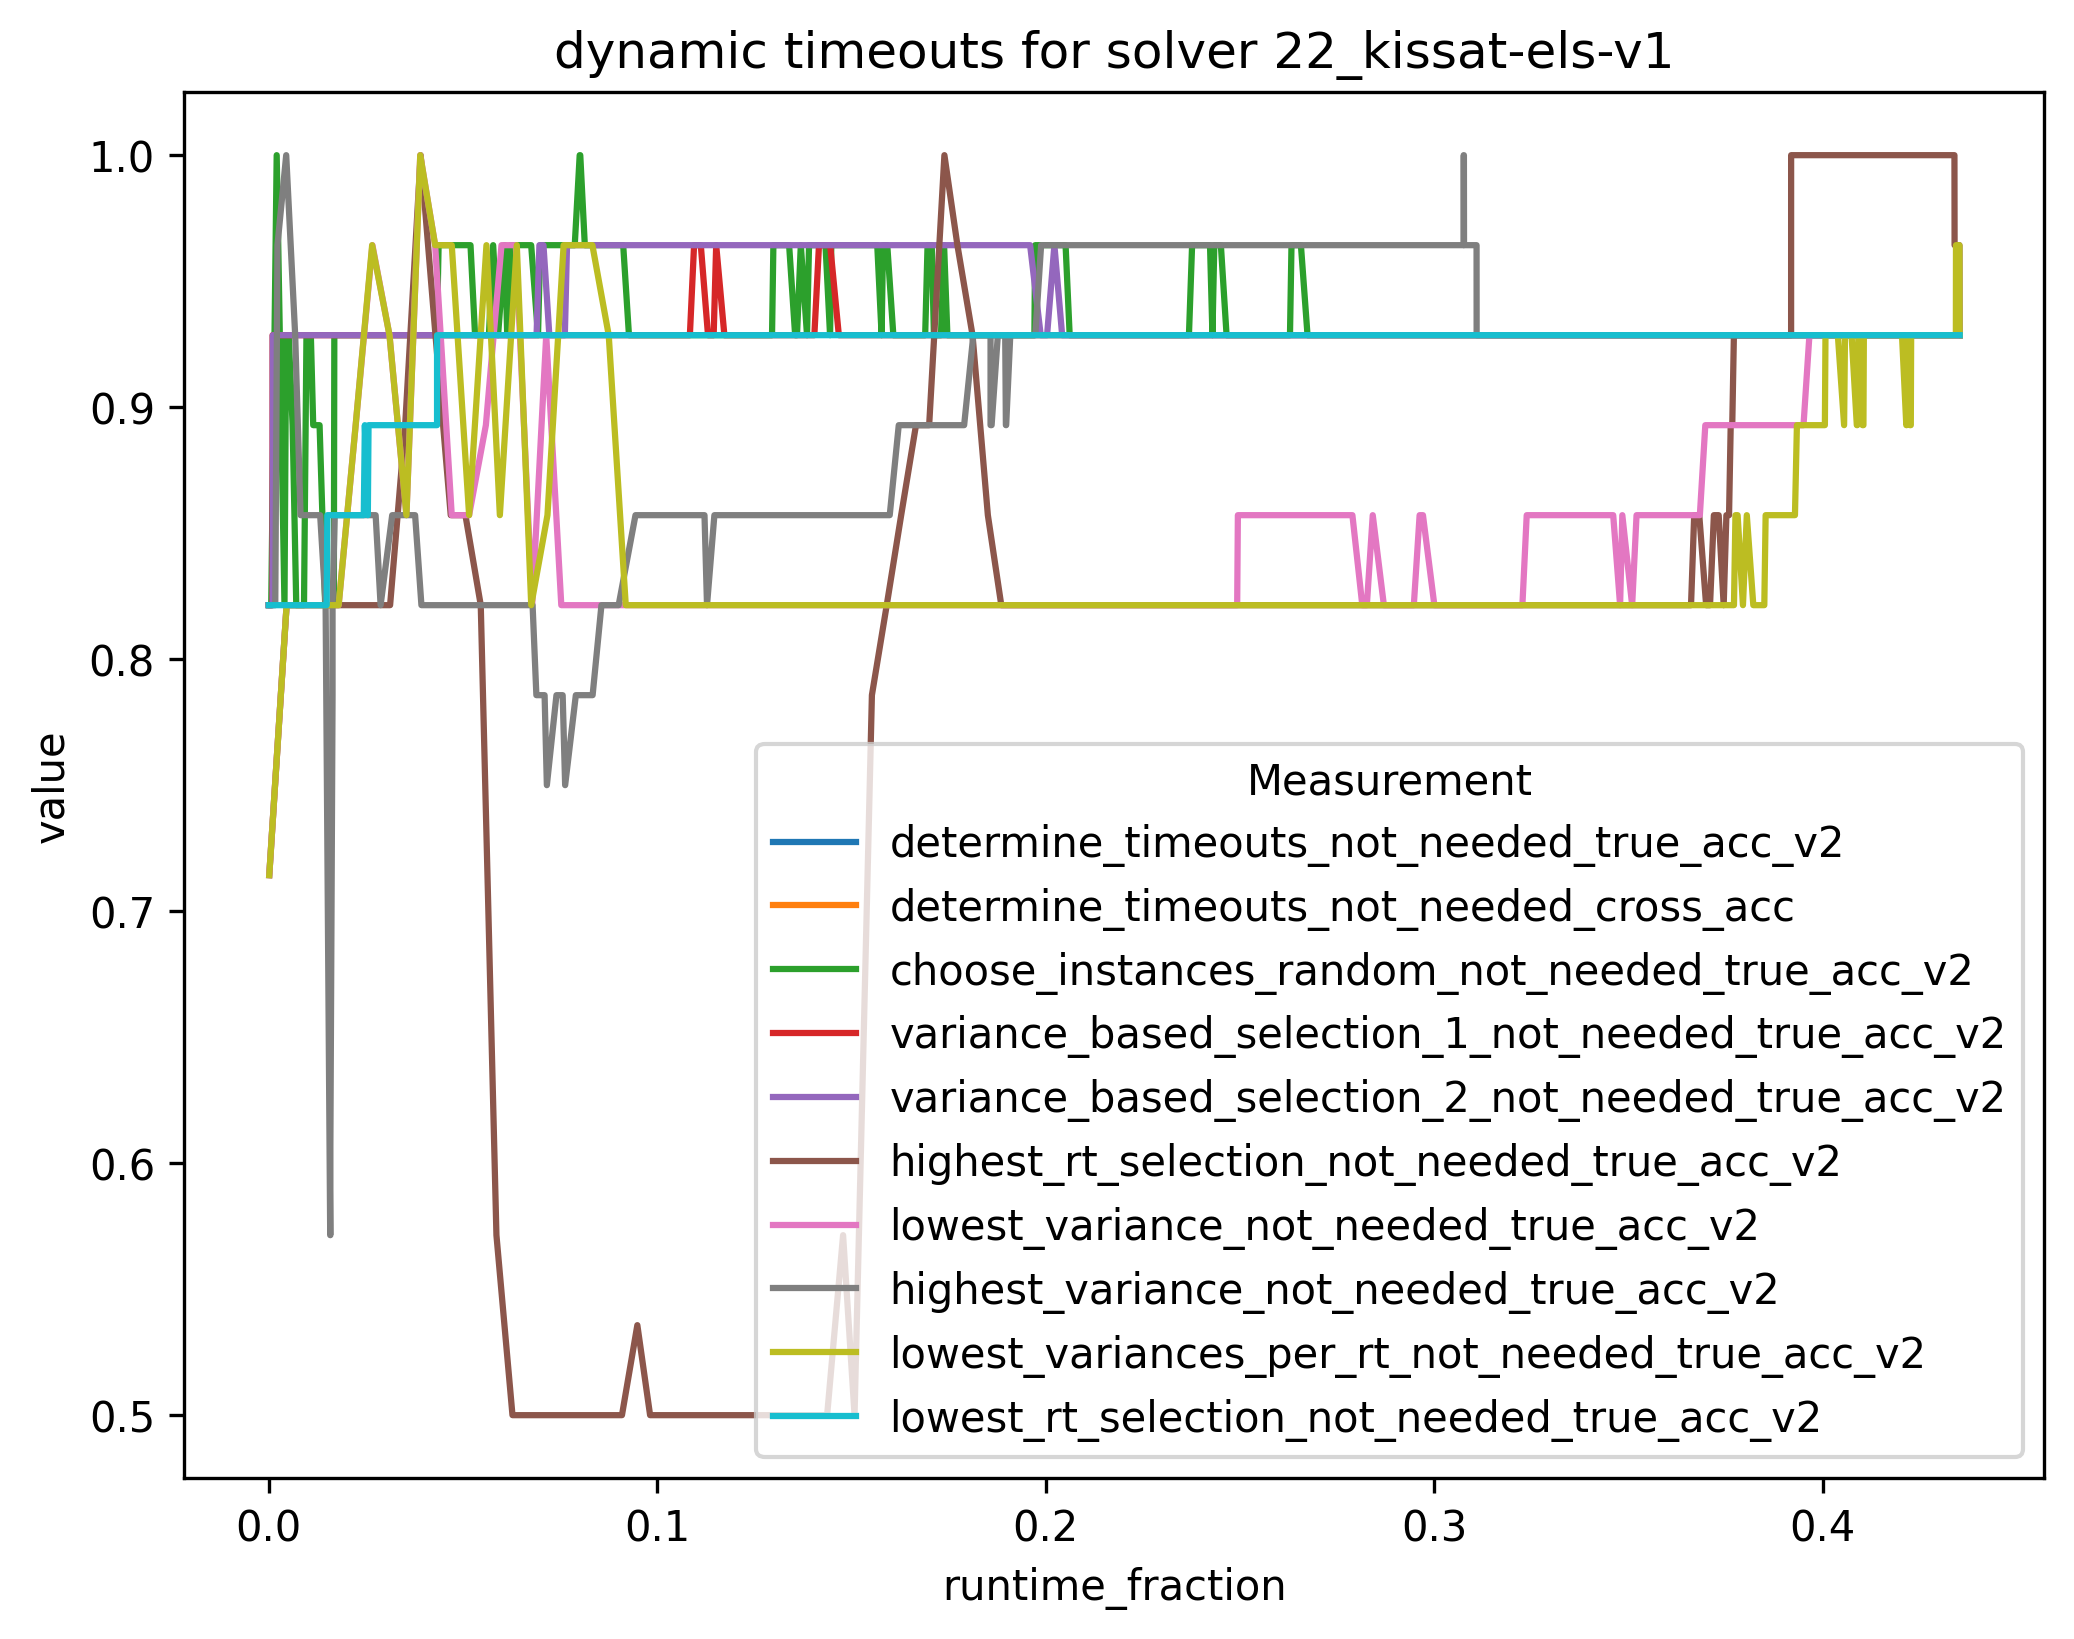 dynamic timeouts for solver 22_kissat-els-v1
1.0
0.9
0.8
0.7
0.6
0.5
value
Measurement
determine_timeouts_not_needed_true_acc_v2
determine_timeouts_not_needed_cross_acc
choose_instances_random_not_needed_true_acc_v2
variance_based_selection_1_not_needed_true_acc_v2
variance_based_selection_2_not_needed_true_acc_v2
highest_rt_selection_not_needed_true_acc_v2
lowest_variance_not_needed_true_acc_v2
highest_variance_not_needed_true_acc_v2
lowest_variances_per_rt_not_needed_true_acc_v2
lowest_rt_selection_not_needed_true_acc_v2
0.0 0.1 0.2 0.3 0.4
runtime_fraction